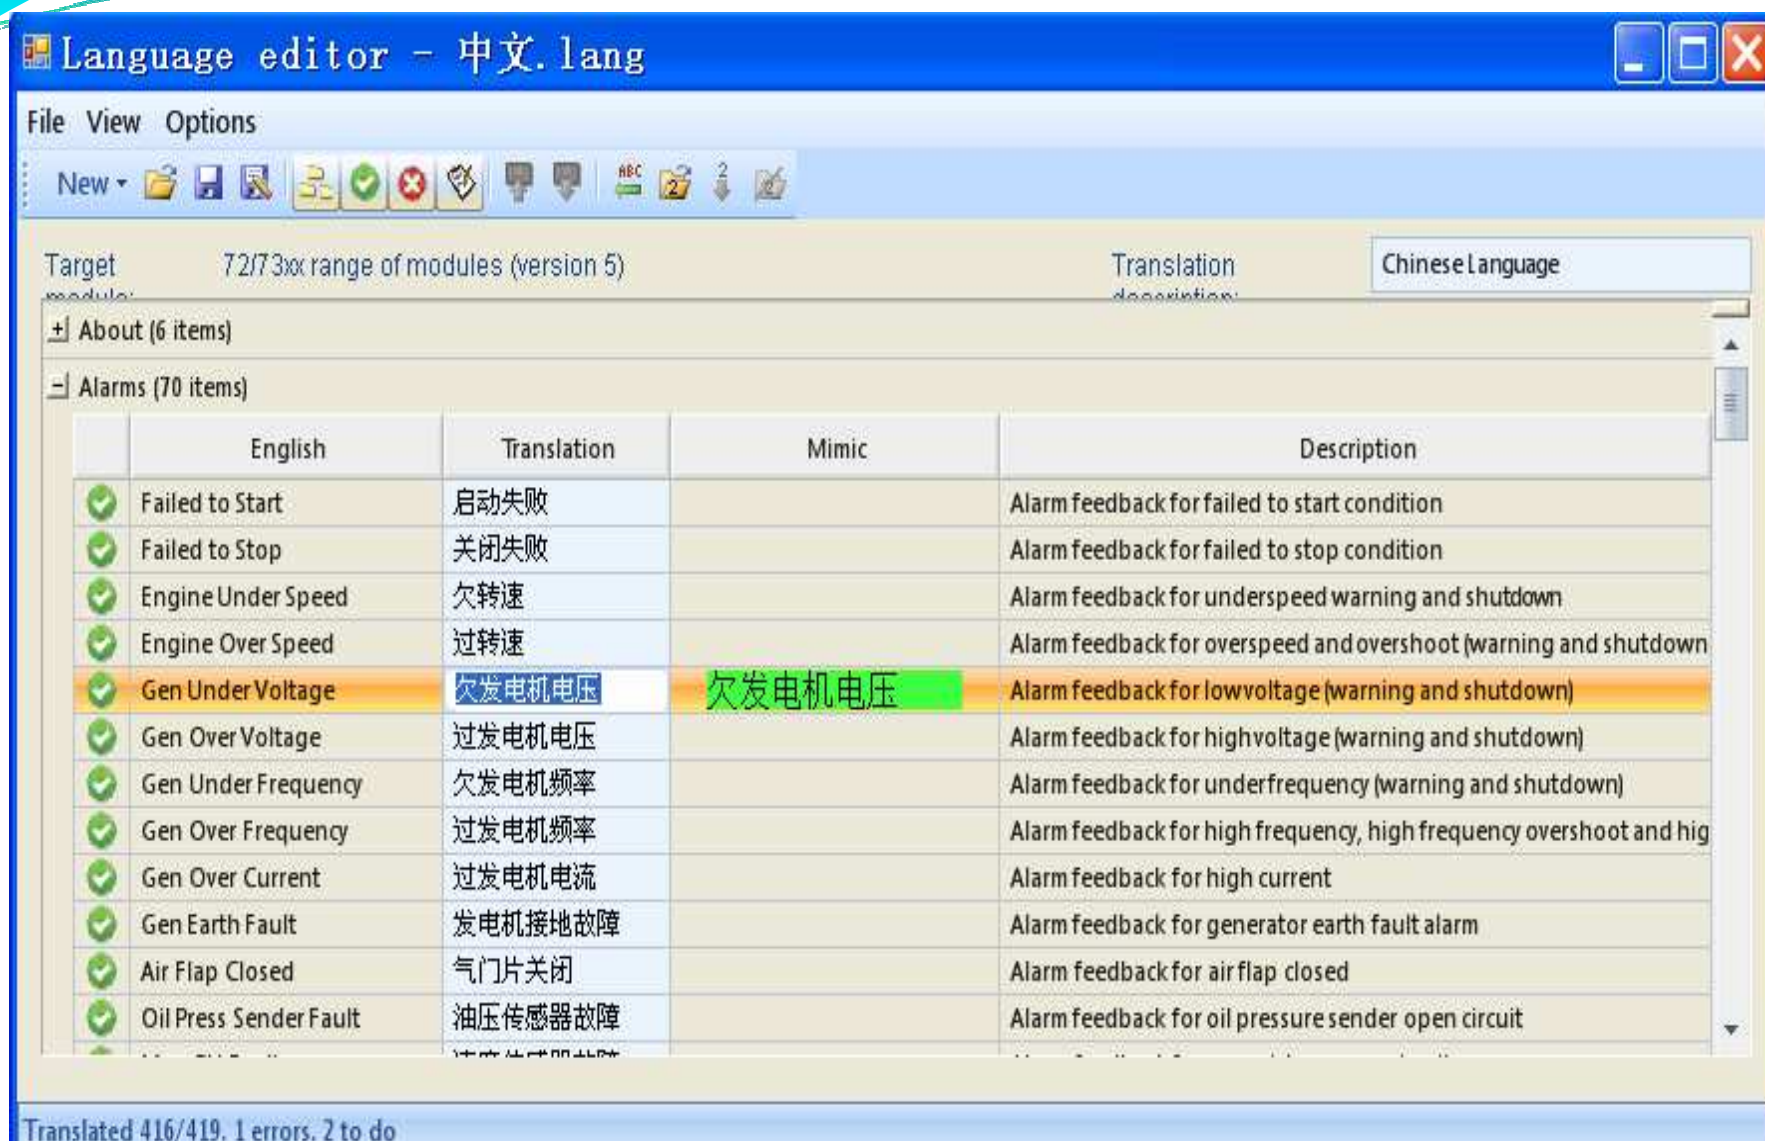 Language editor - 中文.lang
File View Options
New ABC 2 2 2
Target 72/73xx range of modules (version 5) Translation Chinese Language
module: description:
About (6 items)
Alarms (70 items)
English Translation Mimic Description
Failed to Start 启动失败 Alarm feedback for failed to start condition
Failed to Stop 关闭失败 Alarm feedback for failed to stop condition
Engine Under Speed 欠转速 Alarm feedback for underspeed warning and shutdown
Engine Over Speed 过转速 Alarm feedback for overspeed and overshoot (warning and shutdown
Gen Under Voltage 欠发电机电压 欠发电机电压 Alarm feedback for low voltage (warning and shutdown)
Gen Over Voltage 过发电机电压 Alarm feedback for high voltage (warning and shutdown)
Gen Under Frequency 欠发电机频率 Alarm feedback for under frequency (warning and shutdown)
Gen Over Frequency 过发电机频率 Alarm feedback for high frequency, high frequency overshoot and hig
Gen Over Current 过发电机电流 Alarm feedback for high current
Gen Earth Fault 发电机接地故障 Alarm feedback for generator earth fault alarm
Air Flap Closed 气门片关闭 Alarm feedback for air flap closed
Oil Press Sender Fault 油压传感器故障 Alarm feedback for oil pressure sender open circuit
Translated 416/419, 1 errors, 2 to do